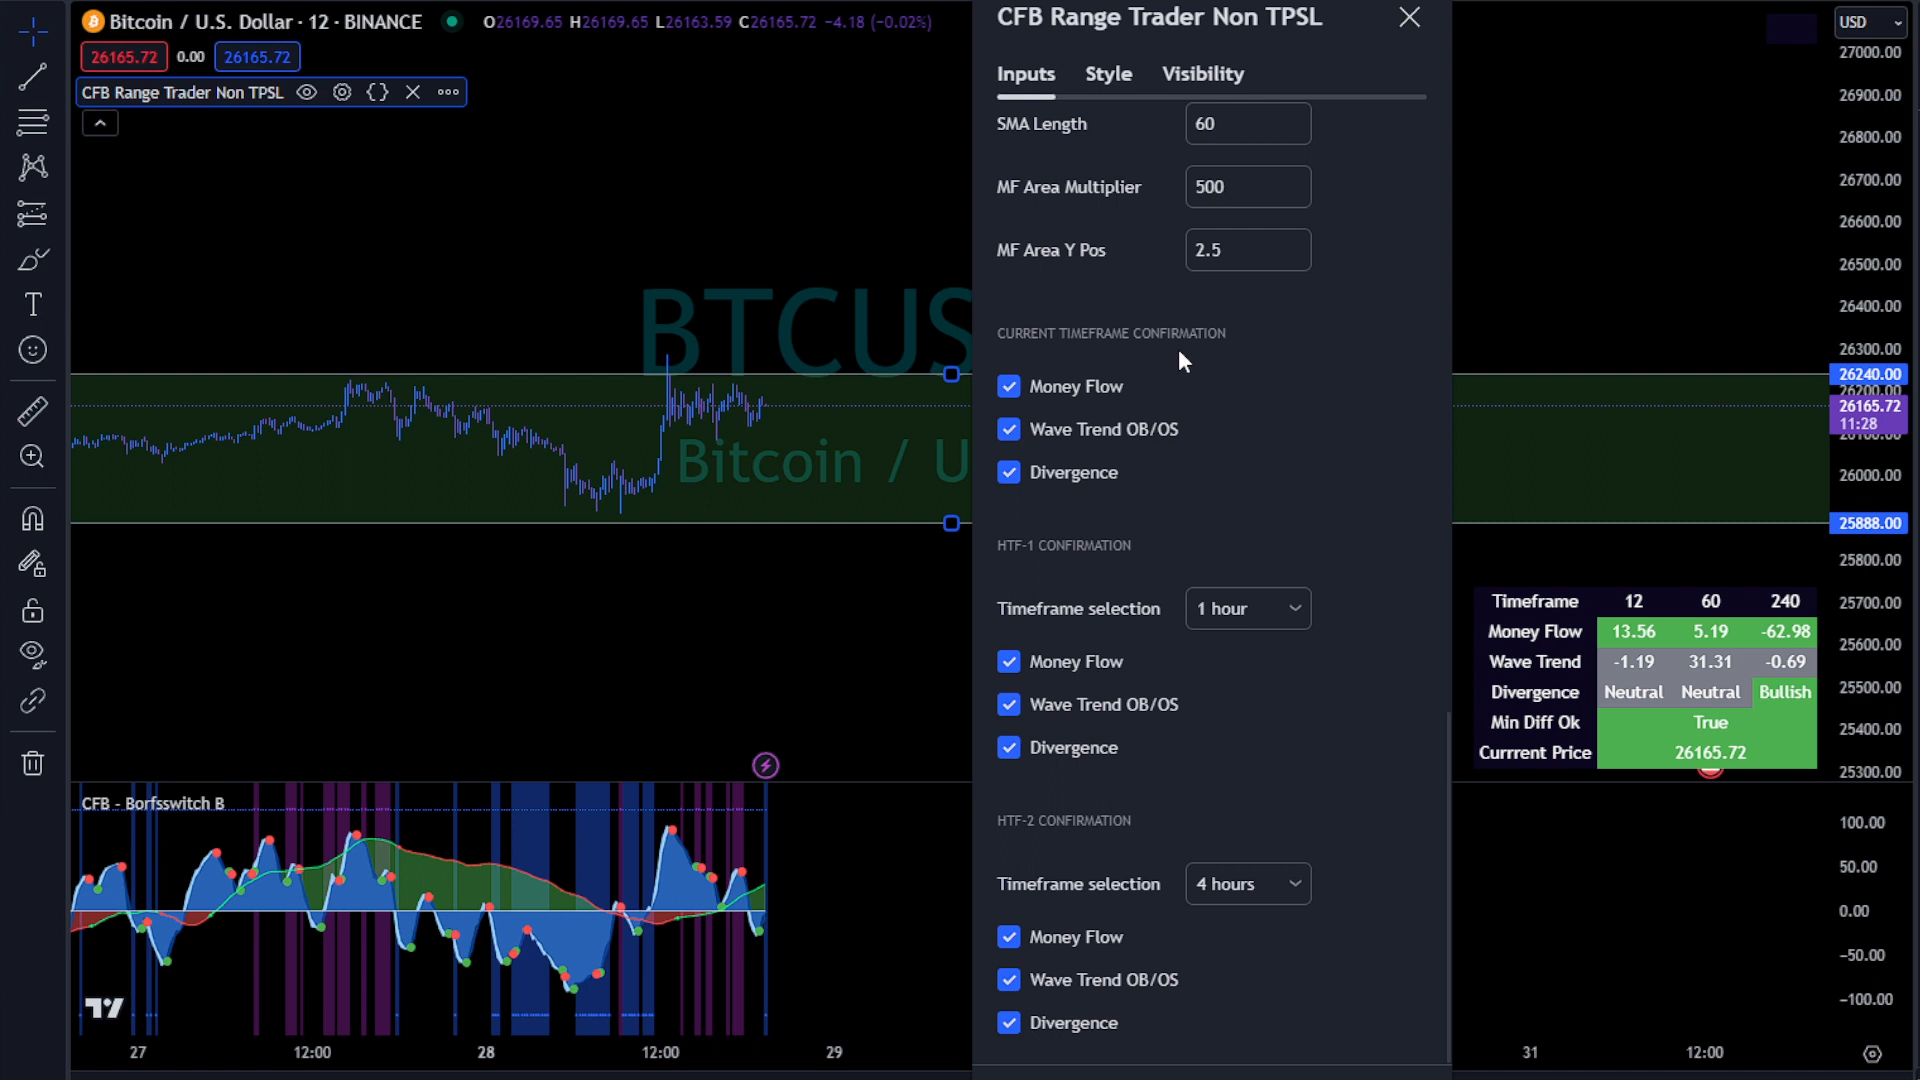 Bitcoin / U.S. Dollar · 12 · BINANCE
O26169.65 H26169.65 L26163.59 C26165.72 −4.18 (−0.02%)
26165.72 0.00 26165.72
CFB Range Trader Non TPSL
BTCUS
Bitcoin / U
CFB - Borfsswitch B
27 12:00 28 12:00 29
CFB Range Trader Non TPSL
Inputs Style Visibility
SMA Length 60
MF Area Multiplier 500
MF Area Y Pos 2.5
CURRENT TIMEFRAME CONFIRMATION
Money Flow
Wave Trend OB/OS
Divergence
HTF-1 CONFIRMATION
Timeframe selection 1 hour
Money Flow
Wave Trend OB/OS
Divergence
HTF-2 CONFIRMATION
Timeframe selection 4 hours
Money Flow
Wave Trend OB/OS
Divergence
USD
27000.00
26900.00
26800.00
26700.00
26600.00
26500.00
26400.00
26300.00
26240.00
26200.00
26165.72
11:28
26100.00
26000.00
25888.00
25800.00
25700.00
25600.00
25500.00
25400.00
25300.00
Timeframe 12 60 240
Money Flow 13.56 5.19 -62.98
Wave Trend -1.19 31.31 -0.69
Divergence Neutral Neutral Bullish
Min Diff Ok True
Currrent Price 26165.72
100.00
50.00
0.00
−50.00
−100.00
31 12:00